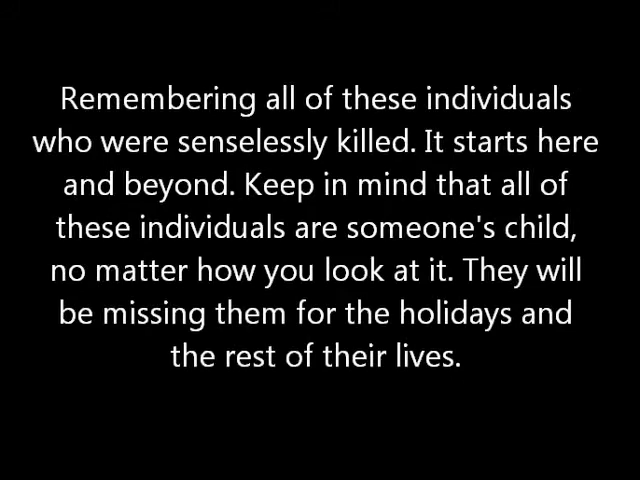 Remembering all of these individuals
who were senselessly killed. It starts here
and beyond. Keep in mind that all of
these individuals are someone's child,
no matter how you look at it. They will
be missing them for the holidays and
the rest of their lives.